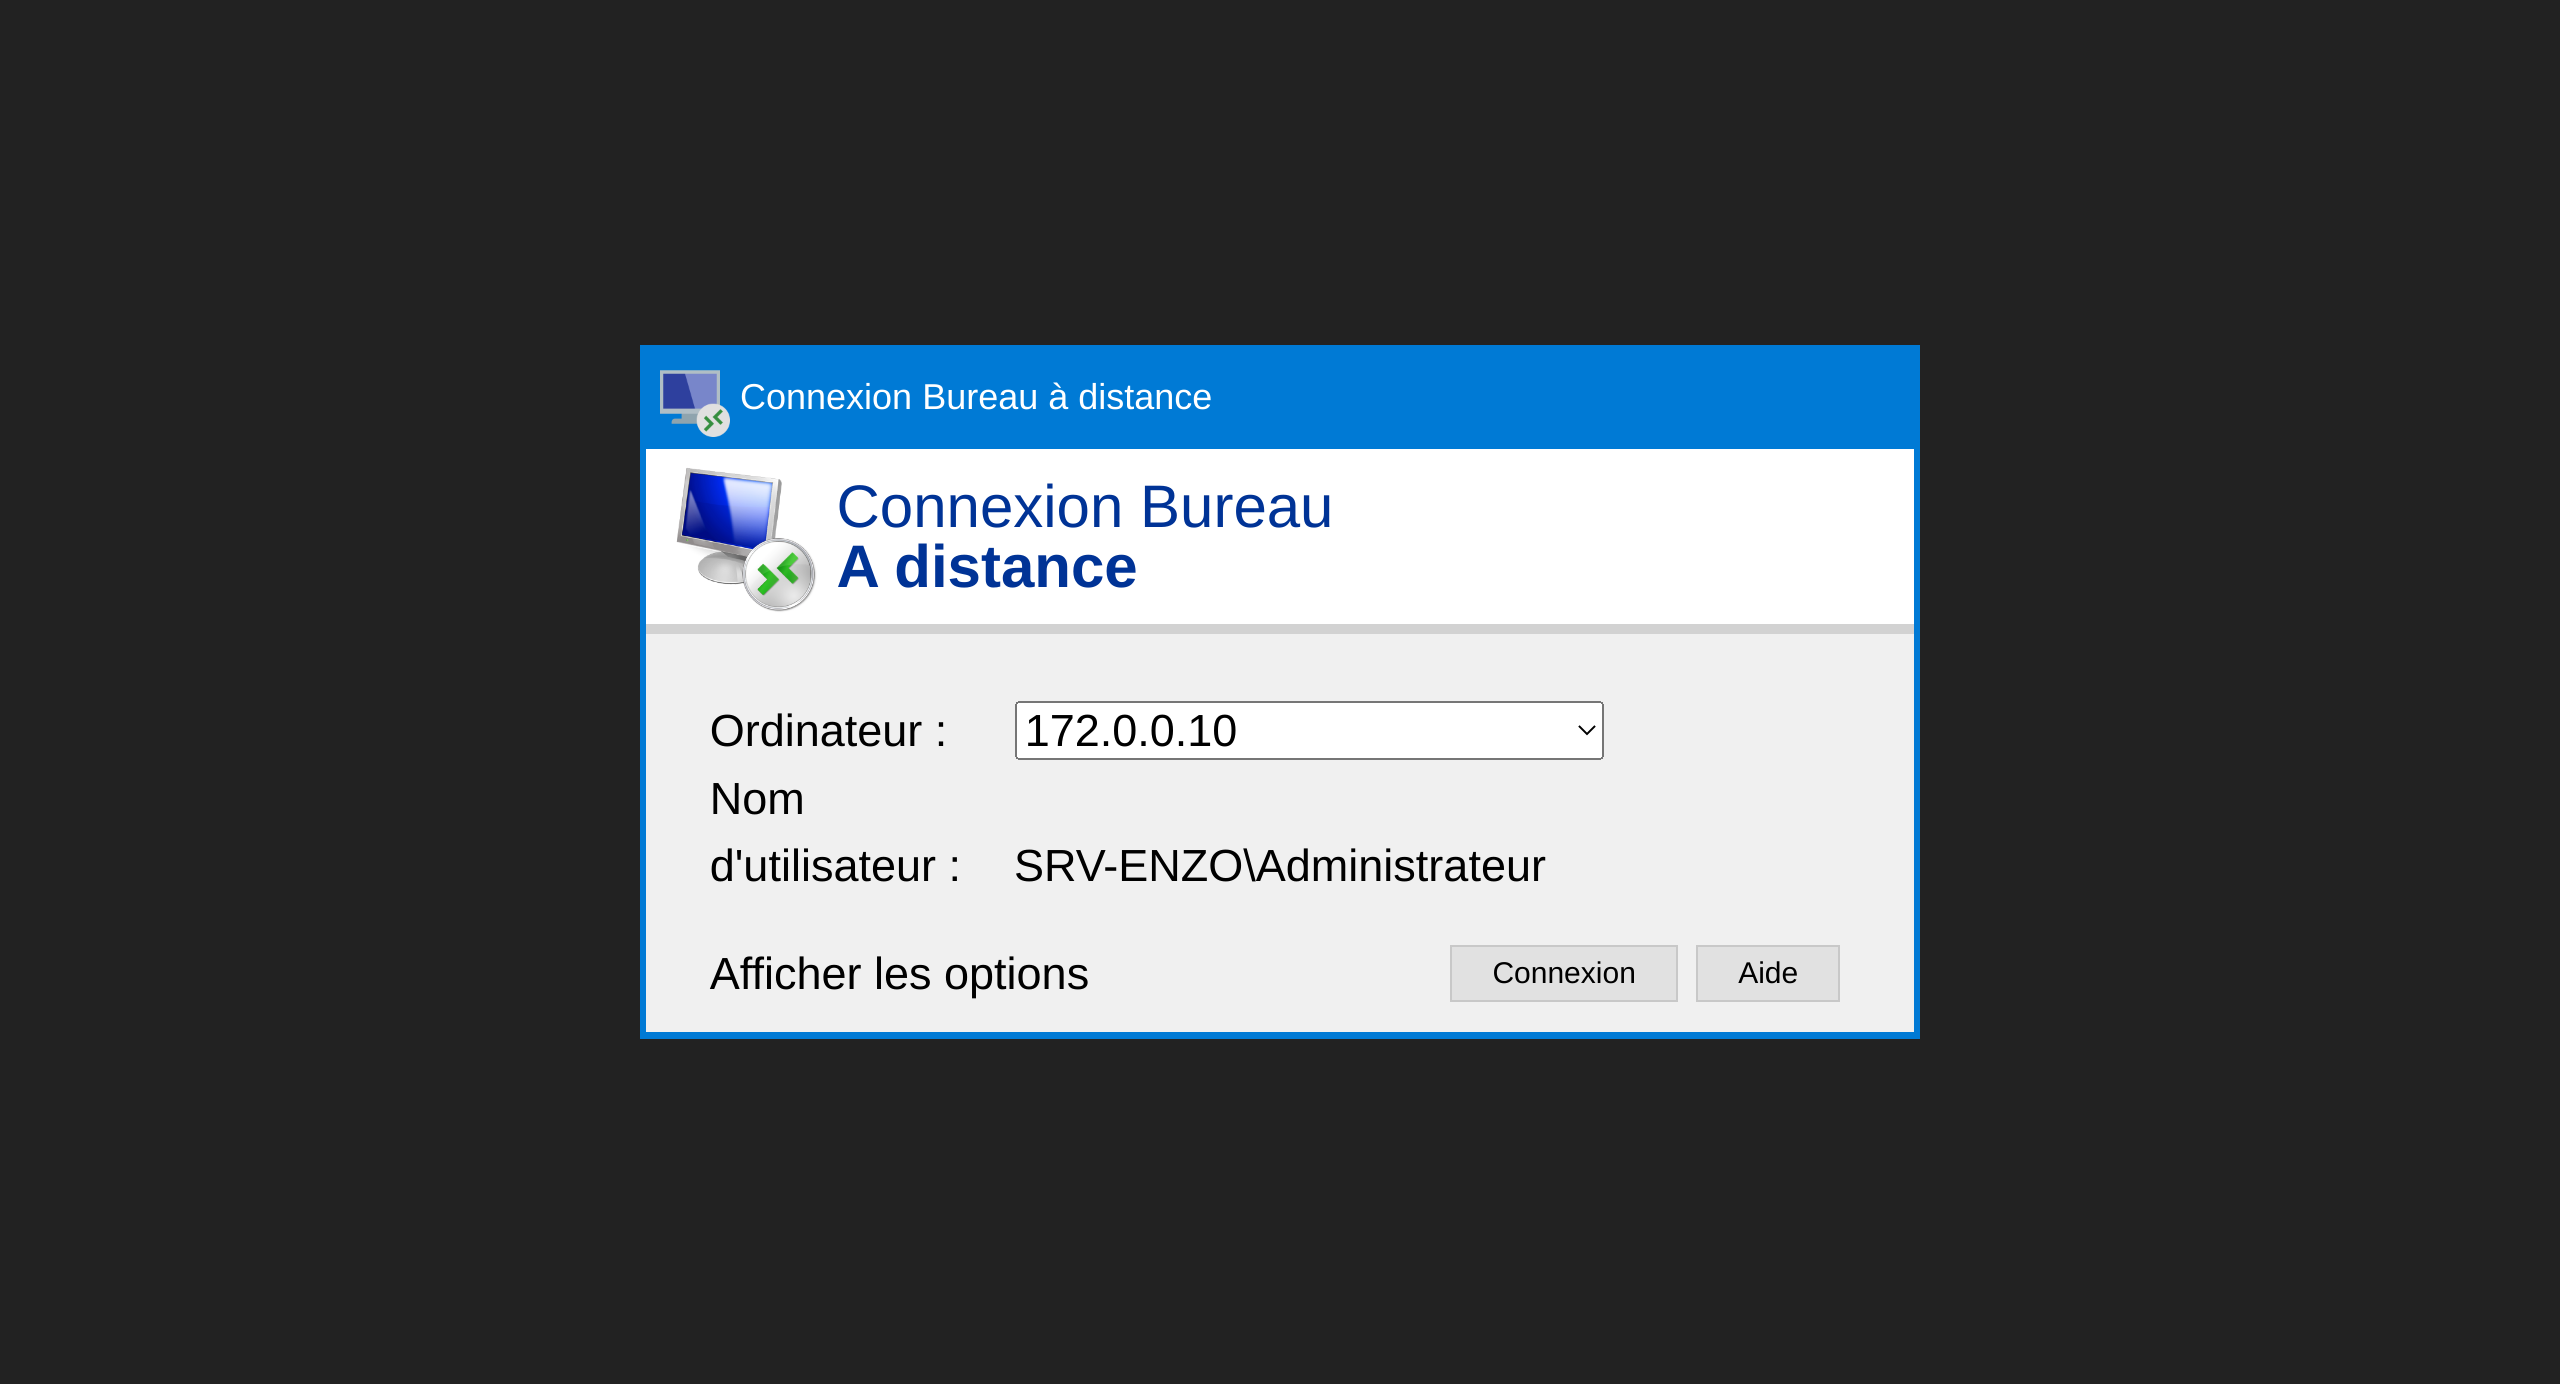 Connexion Bureau à distance
Connexion Bureau
A distance
Ordinateur : 172.0.0.10
Nom
d'utilisateur : SRV-ENZO\Administrateur
Afficher les options Connexion Aide